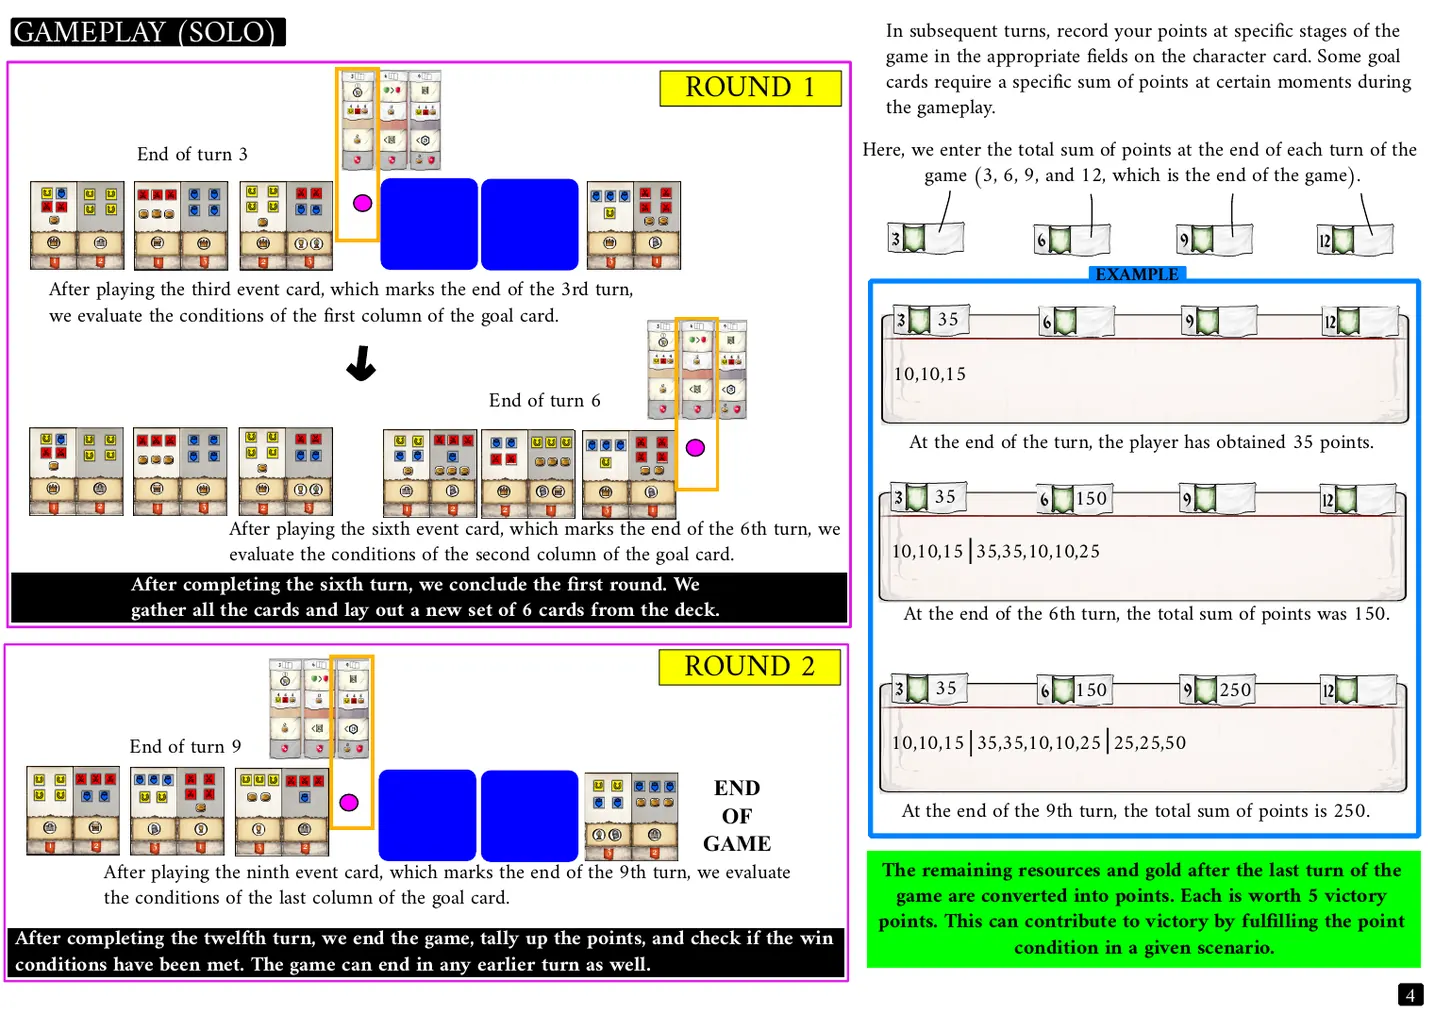 GAMEPLAY (SOLO)
ROUND 1
End of turn 3
After playing the third event card, which marks the end of the 3rd turn,
we evaluate the conditions of the first column of the goal card.
End of turn 6
After playing the sixth event card, which marks the end of the 6th turn, we
evaluate the conditions of the second column of the goal card.
After completing the sixth turn, we conclude the first round. We
gather all the cards and lay out a new set of 6 cards from the deck.
ROUND 2
End of turn 9
END
OF
GAME
After playing the ninth event card, which marks the end of the 9th turn, we evaluate
the conditions of the last column of the goal card.
After completing the twelfth turn, we end the game, tally up the points, and check if the win
conditions have been met. The game can end in any earlier turn as well.
In subsequent turns, record your points at specific stages of the
game in the appropriate fields on the character card. Some goal
cards require a specific sum of points at certain moments during
the gameplay.
Here, we enter the total sum of points at the end of each turn of the
game (3, 6, 9, and 12, which is the end of the game).
3 6 9 12
EXAMPLE
3 35 6 9 12
10,10,15
At the end of the turn, the player has obtained 35 points.
3 35 6 150 9 12
10,10,15 | 35,35,10,10,25
At the end of the 6th turn, the total sum of points was 150.
3 35 6 150 9 250 12
10,10,15 | 35,35,10,10,25 | 25,25,50
At the end of the 9th turn, the total sum of points is 250.
The remaining resources and gold after the last turn of the
game are converted into points. Each is worth 5 victory
points. This can contribute to victory by fulfilling the point
condition in a given scenario.
4